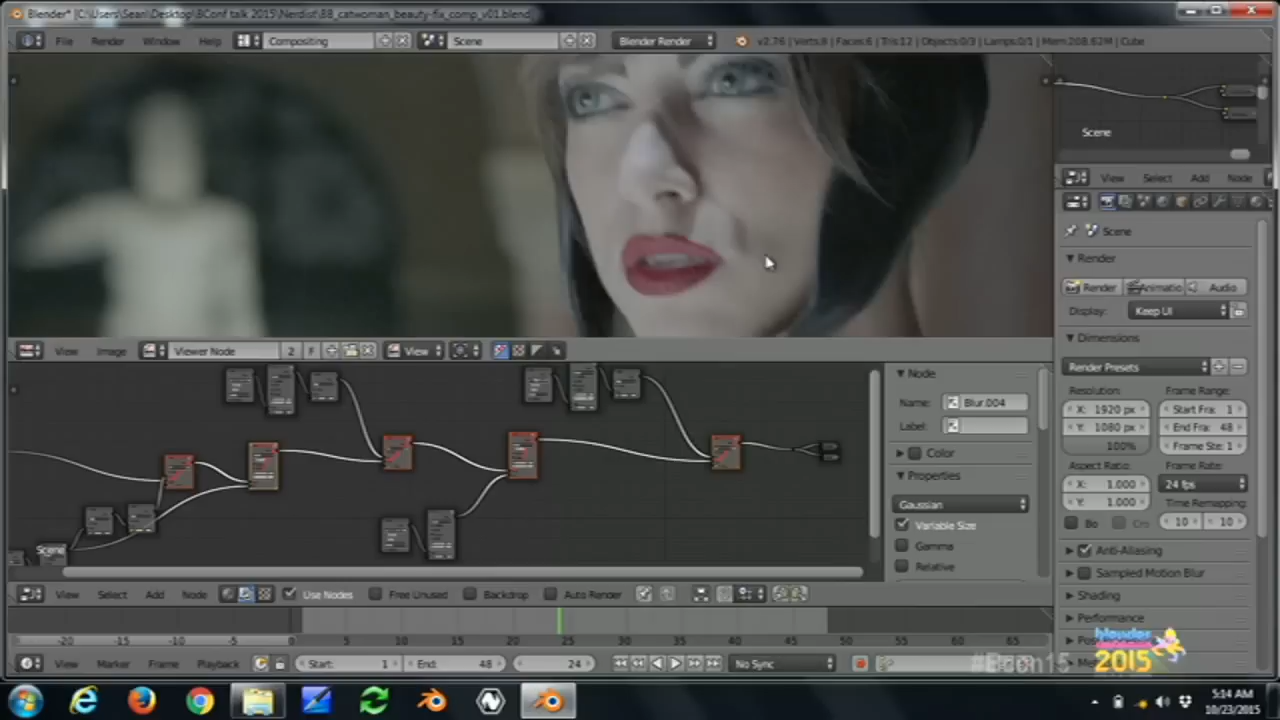 Blender* [C:\Users\Sean\Desktop\BConf talk 2015\Nerdist\BB_catwoman_beauty-fix_comp_v01.blend]
File Render Window Help Compositing Scene Blender Render v2.76 | Verts:8 | Faces:6 | Tris:12 | Objects:0/3 | Lamps:0/1 | Mem:208.62M | Cube
Scene
View Select Add Node
Scene
Render
Render Animatio Audio
Display: Keep UI
View Image Viewer Node 2 F View
Dimensions
Render Presets
Node
Name: Blur.004
Label:
Color
Properties
Gaussian
Variable Size
Gamma
Relative
Resolution: Frame Range:
X: 1920 px Start Fra: 1
Y: 1080 px End Fra: 48
100% Frame Ste: 1
Aspect Ratio: Frame Rate:
X: 1.000 24 fps
Y: 1.000 Time Remapping:
Bo 10 10
Anti-Aliasing
Sampled Motion Blur
Shading
Performance
Scene
View Select Add Node Use Nodes Free Unused Backdrop Auto Render
-20 -15 -10 -5 0 5 10 15 20 25 30 35 40 45 50 55 60 65
View Marker Frame Playback Start: 1 End: 48 24 No Sync
#Bcon15
blender
2015
5:14 AM
10/23/2015